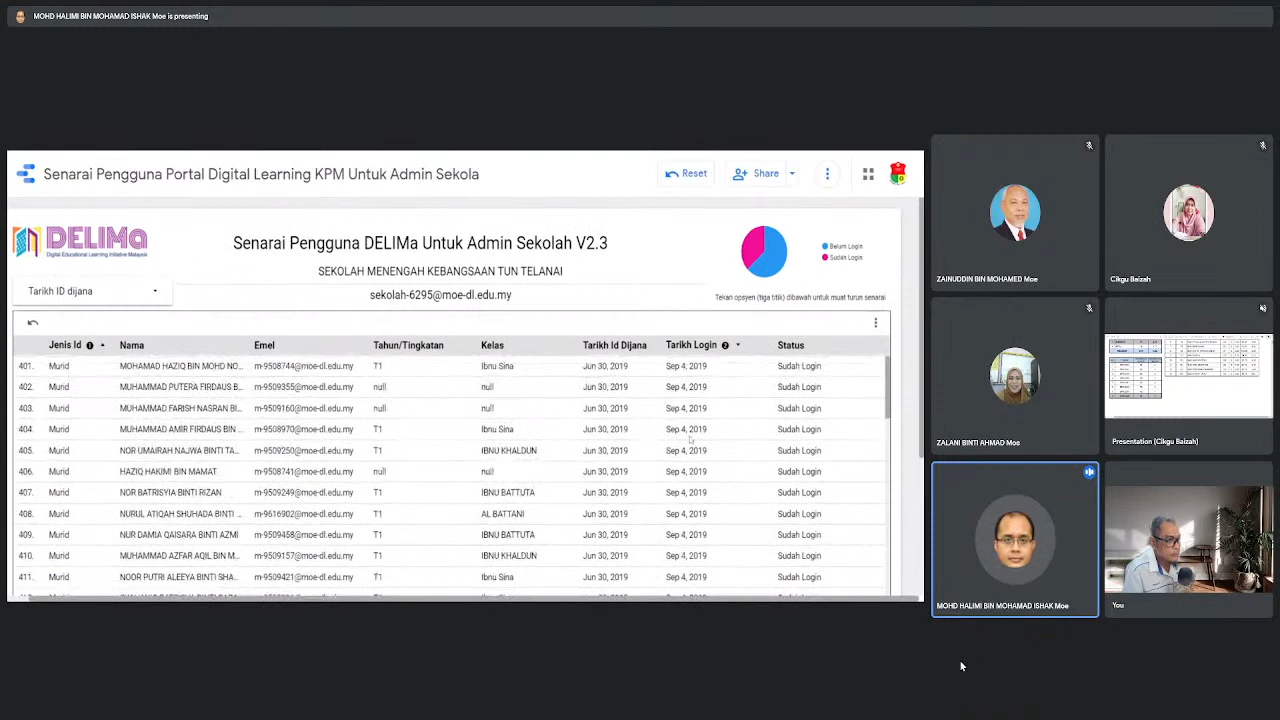 MOHD HALIMI BIN MOHAMAD ISHAK Moe is presenting
Senarai Pengguna Portal Digital Learning KPM Untuk Admin Sekola
Reset
Share
DELIMa
Digital Educational Learning Initiative Malaysia
Senarai Pengguna DELIMa Untuk Admin Sekolah V2.3
SEKOLAH MENENGAH KEBANGSAAN TUN TELANAI
sekolah-6295@moe-dl.edu.my
Belum Login
Sudah Login
Tarikh ID dijana
Tekan opsyen (tiga titik) dibawah untuk muat turun senarai
Jenis Id Nama Emel Tahun/Tingkatan Kelas Tarikh Id Dijana Tarikh Login Status
401. Murid MOHAMAD HAZIQ BIN MOHD NO... m-9508744@moe-dl.edu.my T1 Ibnu Sina Jun 30, 2019 Sep 4, 2019 Sudah Login
402. Murid MUHAMMAD PUTERA FIRDAUS B... m-9509355@moe-dl.edu.my null null Jun 30, 2019 Sep 4, 2019 Sudah Login
403. Murid MUHAMMAD FARISH NASRAN BI... m-9509160@moe-dl.edu.my null null Jun 30, 2019 Sep 4, 2019 Sudah Login
404. Murid MUHAMMAD AMIR FIRDAUS BIN ... m-9508970@moe-dl.edu.my T1 Ibnu Sina Jun 30, 2019 Sep 4, 2019 Sudah Login
405. Murid NOR UMAIRAH NAJWA BINTI TA... m-9509250@moe-dl.edu.my T1 IBNU KHALDUN Jun 30, 2019 Sep 4, 2019 Sudah Login
406. Murid HAZIQ HAKIMI BIN MAMAT m-9508741@moe-dl.edu.my null null Jun 30, 2019 Sep 4, 2019 Sudah Login
407. Murid NOR BATRISYIA BINTI RIZAN m-9509249@moe-dl.edu.my T1 IBNU BATTUTA Jun 30, 2019 Sep 4, 2019 Sudah Login
408. Murid NURUL ATIQAH SHUHADA BINTI ... m-9616902@moe-dl.edu.my T1 AL BATTANI Jun 30, 2019 Sep 4, 2019 Sudah Login
409. Murid NUR DAMIA QAISARA BINTI AZMI m-9509458@moe-dl.edu.my T1 IBNU BATTUTA Jun 30, 2019 Sep 4, 2019 Sudah Login
410. Murid MUHAMMAD AZFAR AQIL BIN M... m-9509157@moe-dl.edu.my T1 IBNU KHALDUN Jun 30, 2019 Sep 4, 2019 Sudah Login
411. Murid NOOR PUTRI ALEEYA BINTI SHA... m-9509421@moe-dl.edu.my T1 Ibnu Sina Jun 30, 2019 Sep 4, 2019 Sudah Login
ZAINUDDIN BIN MOHAMED Moe
Cikgu Baizah
ZALANI BINTI AHMAD Moe
Presentation (Cikgu Baizah)
MOHD HALIMI BIN MOHAMAD ISHAK Moe
You